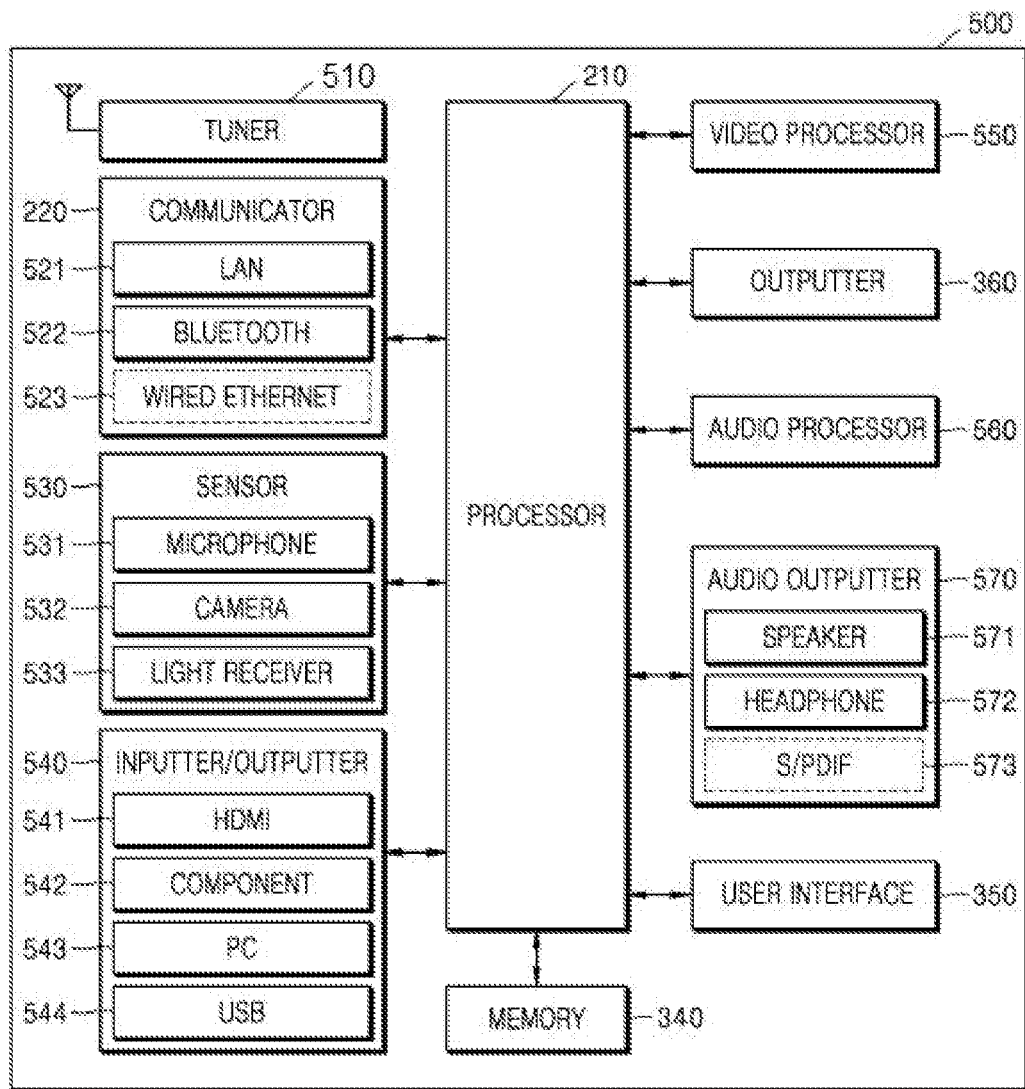 500
510
TUNER
220
COMMUNICATOR
521
LAN
522
BLUETOOTH
523
WIRED ETHERNET
530
SENSOR
531
MICROPHONE
532
CAMERA
533
LIGHT RECEIVER
540
INPUTTER/OUTPUTTER
541
HDMI
542
COMPONENT
543
PC
544
USB
210
PROCESSOR
MEMORY
340
VIDEO PROCESSOR
550
OUTPUTTER
360
AUDIO PROCESSOR
560
AUDIO OUTPUTTER
570
SPEAKER
571
HEADPHONE
572
S/PDIF
573
USER INTERFACE
350